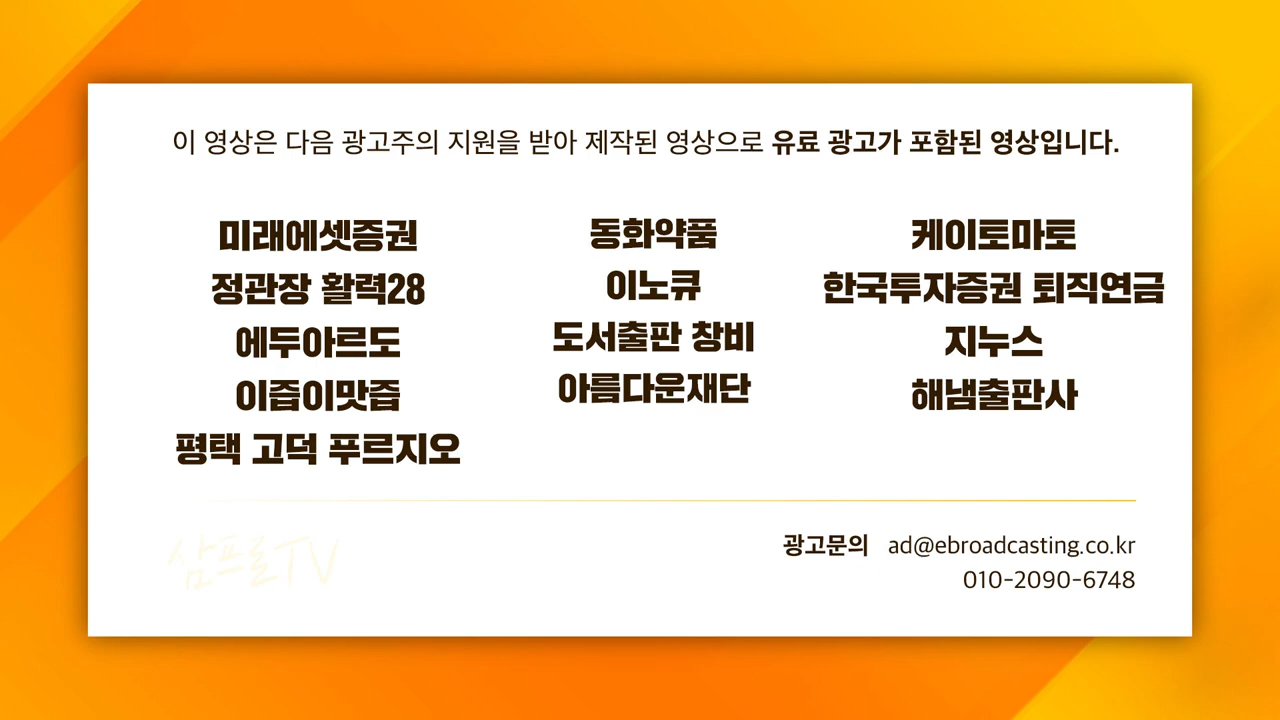 이 영상은 다음 광고주의 지원을 받아 제작된 영상으로 유료 광고가 포함된 영상입니다.
미래에셋증권
정관장 활력28
에두아르도
이즙이맛즙
평택 고덕 푸르지오
동화약품
이노큐
도서출판 창비
아름다운재단
케이토마토
한국투자증권 퇴직연금
지누스
해냄출판사
삼프로TV
광고문의 ad@ebroadcasting.co.kr
010-2090-6748